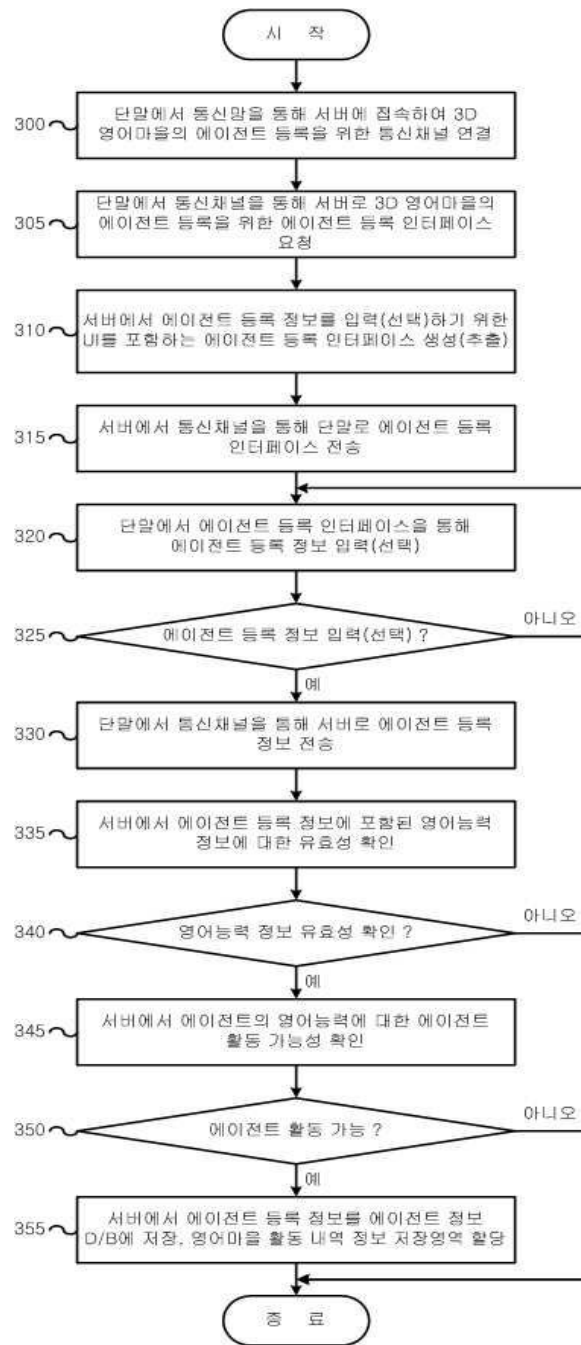 시 작
300
단말에서 통신망을 통해 서버에 접속하여 3D
영어마을의 에이전트 등록을 위한 통신채널 연결
305
단말에서 통신채널을 통해 서버로 3D 영어마을의
에이전트 등록을 위한 에이전트 등록 인터페이스
요청
310
서버에서 에이전트 등록 정보를 입력(선택)하기 위한
UI를 포함하는 에이전트 등록 인터페이스 생성(추출)
315
서버에서 통신채널을 통해 단말로 에이전트 등록
인터페이스 전송
320
단말에서 에이전트 등록 인터페이스을 통해
에이전트 등록 정보 입력(선택)
325
에이전트 등록 정보 입력(선택) ?
아니오
예
330
단말에서 통신채널을 통해 서버로 에이전트 등록
정보 전송
335
서버에서 에이전트 등록 정보에 포함된 영어능력
정보에 대한 유효성 확인
340
영어능력 정보 유효성 확인 ?
아니오
예
345
서버에서 에이전트의 영어능력에 대한 에이전트
활동 가능성 확인
350
에이전트 활동 가능 ?
아니오
예
355
서버에서 에이전트 등록 정보를 에이전트 정보
D/B에 저장, 영어마을 활동 내역 정보 저장영역 할당
종 료